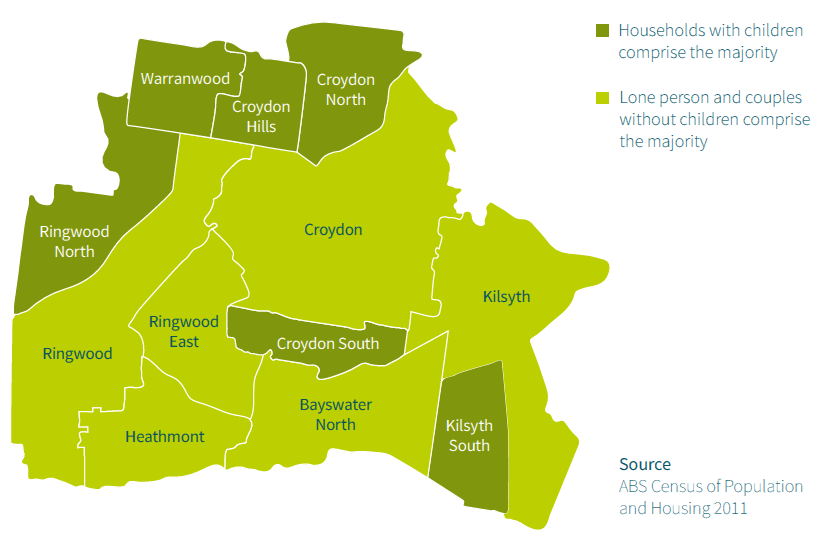 Households with children
comprise the majority
Lone person and couples
without children comprise
the majority
Warranwood
Croydon
Hills
Croydon
North
Ringwood
North
Croydon
Kilsyth
Ringwood
East
Ringwood
Croydon South
Bayswater
North
Heathmont
Kilsyth
South
Source
ABS Census of Population
and Housing 2011